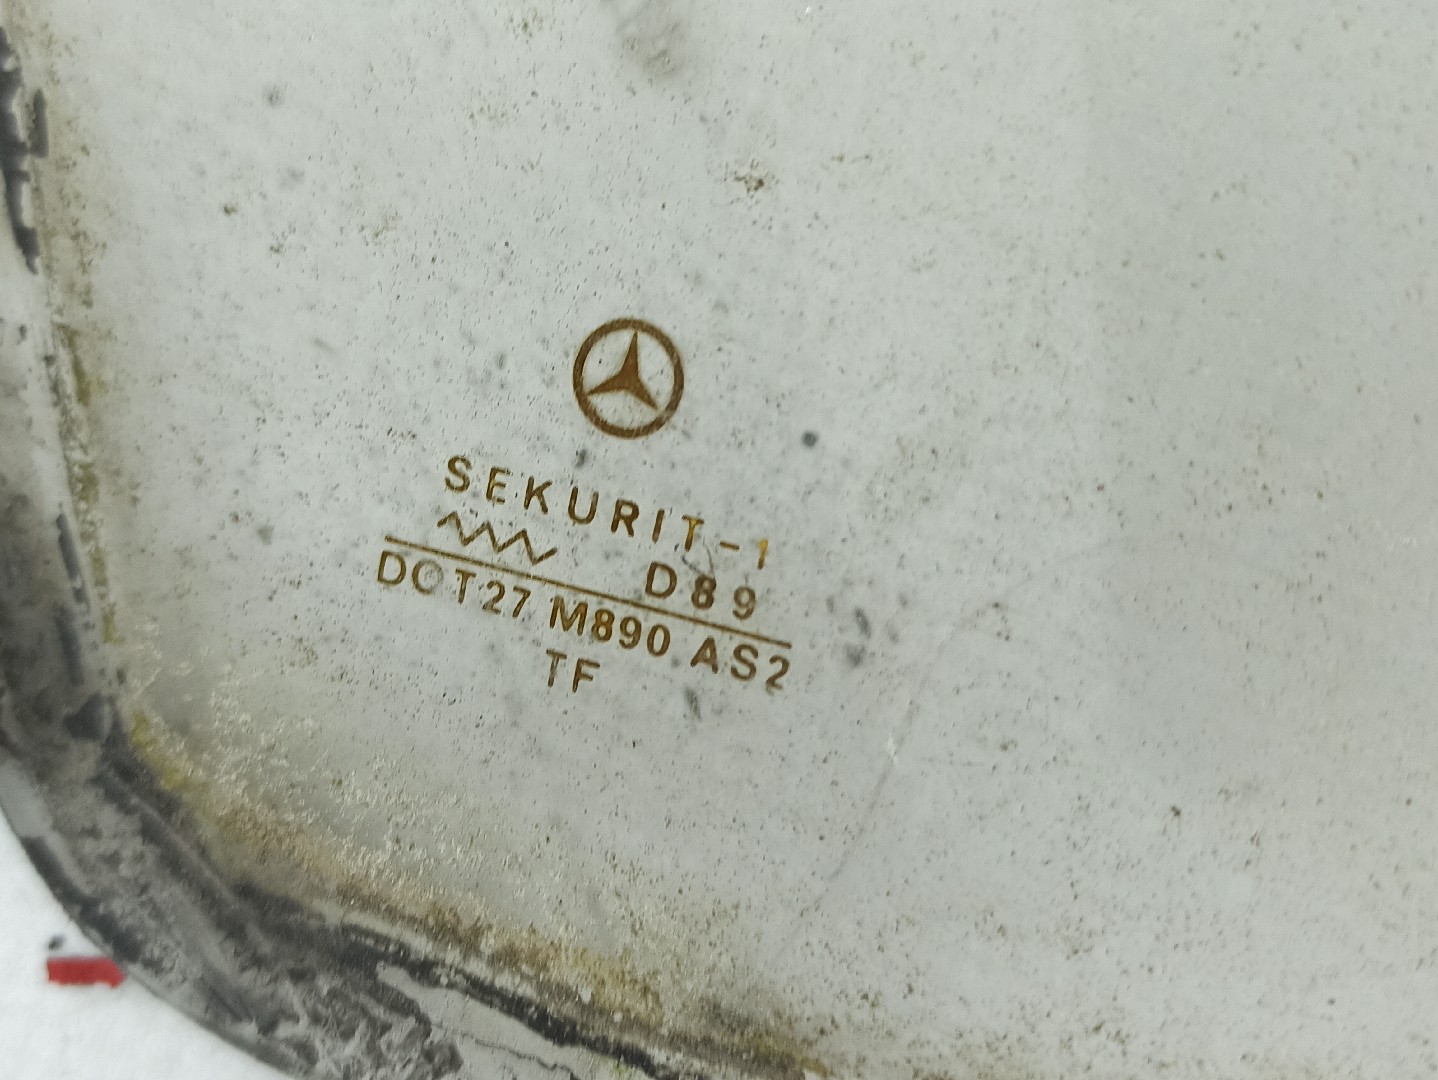 SEKURIT-1
D89
DOT27 M890 AS2
TF